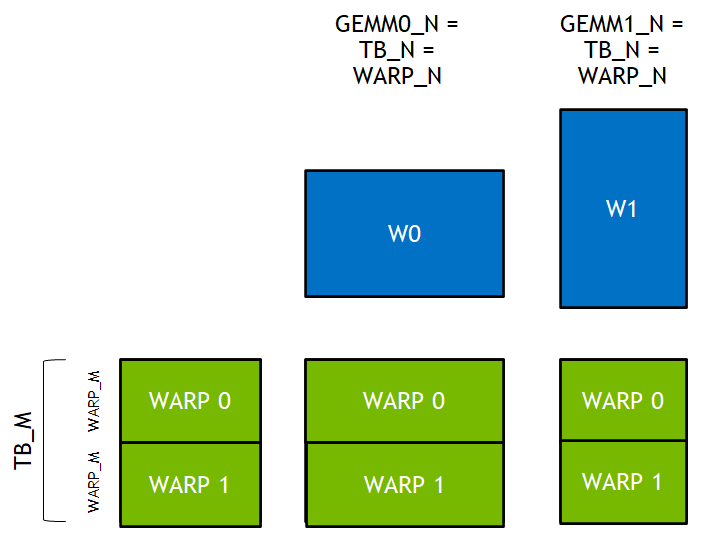 GEMM0_N =
TB_N =
WARP_N
GEMM1_N =
TB_N =
WARP_N
W0
W1
TB_M
WARP_M
WARP_M
WARP 0
WARP 0
WARP 0
WARP 1
WARP 1
WARP 1